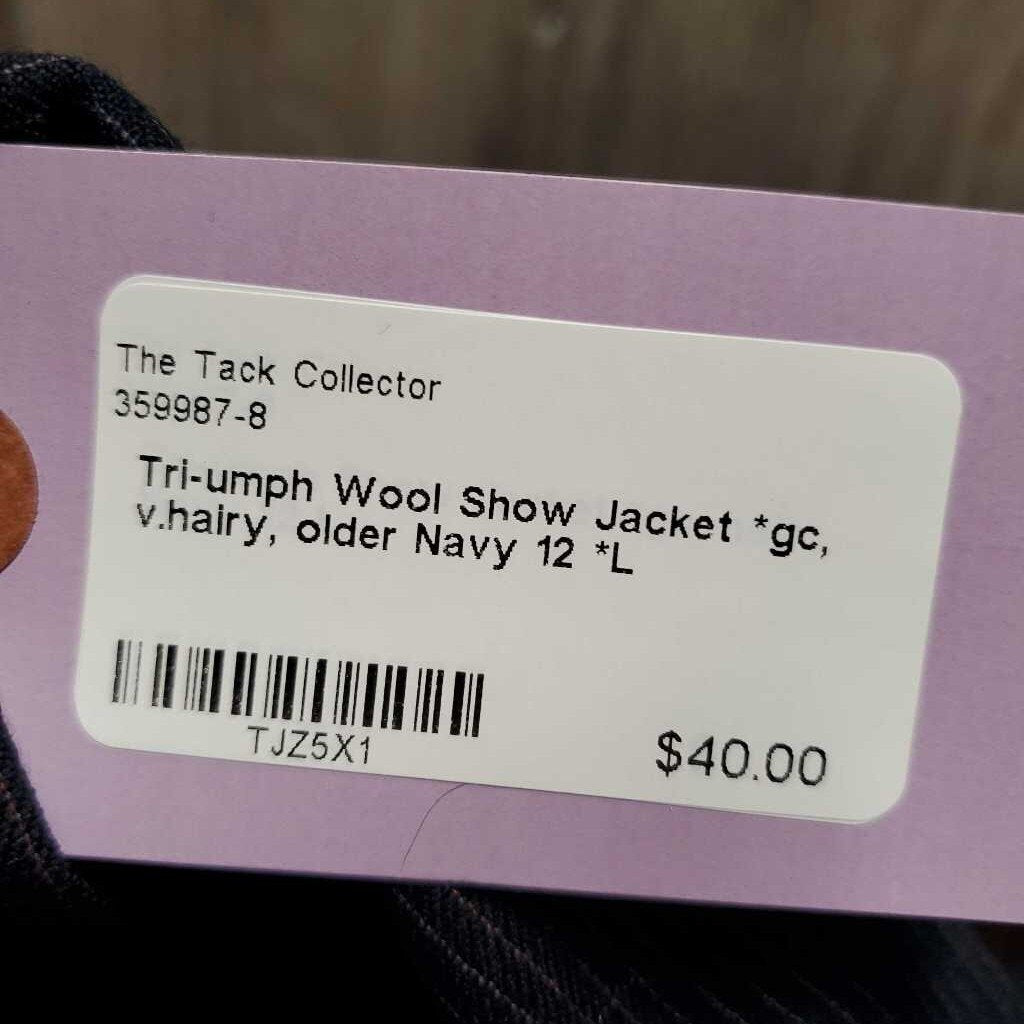 The Tack Collector
359987-8
Tri-umph Wool Show Jacket *gc,
v.hairy, older Navy 12 *L
TJZ5X1
$40.00